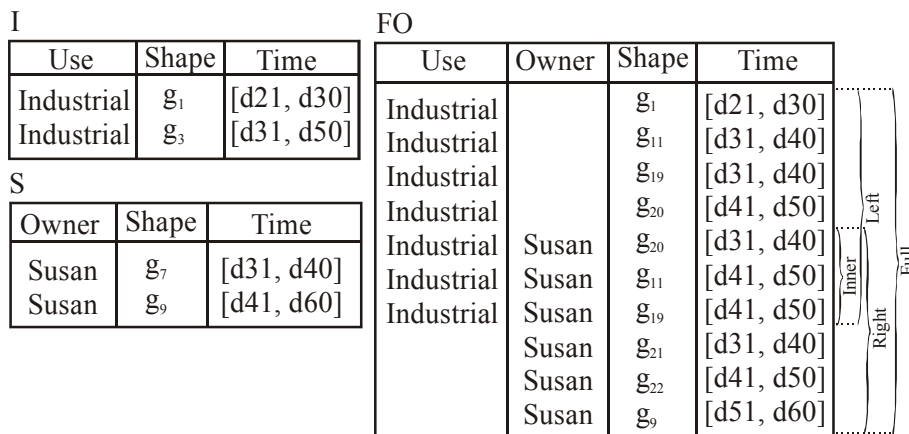 I
Use Shape Time
Industrial g₁ [d21, d30]
Industrial g₃ [d31, d50]
S
Owner Shape Time
Susan g₇ [d31, d40]
Susan g₉ [d41, d60]
FO
Use Owner Shape Time
Industrial g₁ [d21, d30]
Industrial g₁₁ [d31, d40]
Industrial g₁₉ [d31, d40]
Industrial g₂₀ [d41, d50]
Industrial Susan g₂₀ [d31, d40]
Industrial Susan g₁₁ [d41, d50]
Industrial Susan g₁₉ [d41, d50]
Susan g₂₁ [d31, d40]
Susan g₂₂ [d41, d50]
Susan g₉ [d51, d60]
Inner
Left
Right
Full